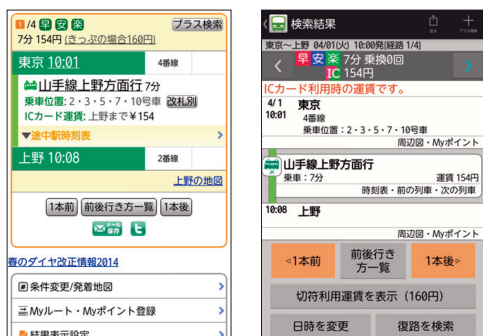 1 /4 早 安 楽 プラス検索
7分 154円 (きっぷの場合160円)
東京 10:01 4番線
山手線上野方面行 7分
乗車位置: 2・3・5・7・10号車 改札別
ICカード運賃: 上野まで¥154
▼途中駅時刻表
上野 10:08 2番線
上野の地図
1本前 前後行き方一覧 1本後
メール保存
春のダイヤ改正情報2014
条件変更/発着地図
Myルート・Myポイント登録
結果表示設定
検索結果
東京～上野 04/01(火) 10:00発[経路 1/4]
早 安 楽 7分 乗換0回
IC 154円
ICカード利用時の運賃です。
4/1 東京
10:01 4番線
乗車位置:2・3・5・7・10号車
周辺図・Myポイント
山手線上野方面行
乗車:7分 運賃 154円
時刻表・前の列車・次の列車
10:08 上野
周辺図・Myポイント
◁1本前 前後行き方一覧 1本後▷
切符利用運賃を表示 (160円)
日時を変更 復路を検索